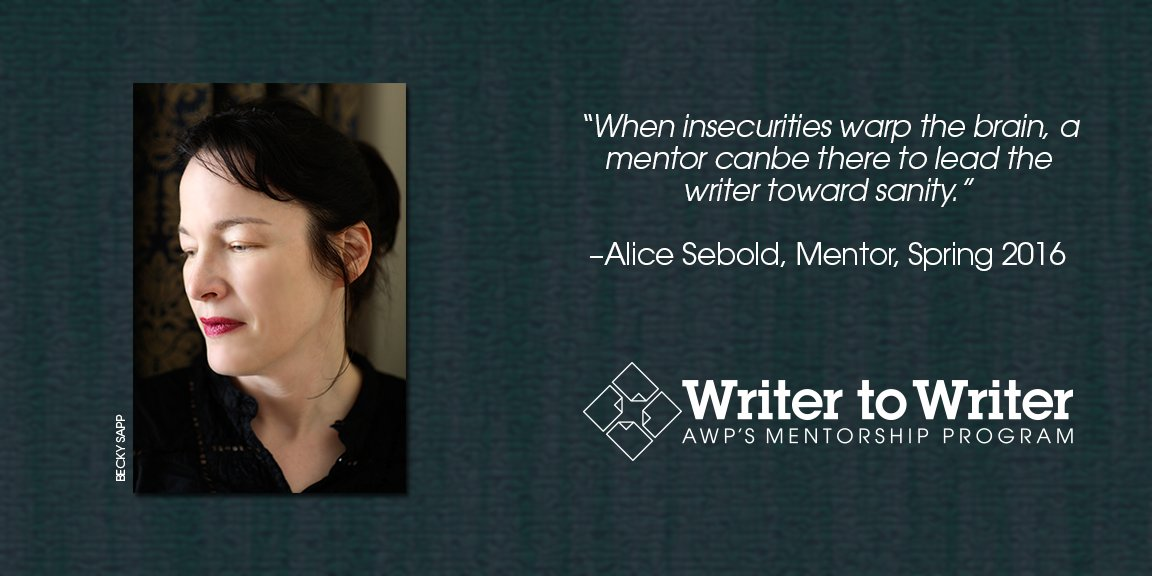 BECKY SAPP
“When insecurities warp the brain, a
mentor canbe there to lead the
writer toward sanity.”
–Alice Sebold, Mentor, Spring 2016
Writer to Writer
AWP'S MENTORSHIP PROGRAM